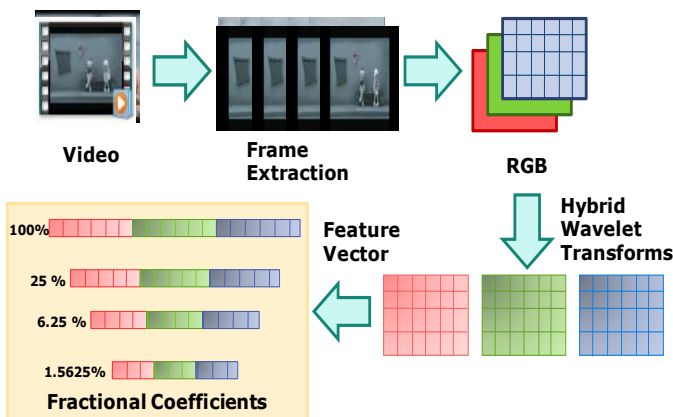 Video
Frame
Extraction
RGB
Hybrid
Wavelet
Transforms
Feature
Vector
100%
25 %
6.25 %
1.5625%
Fractional Coefficients